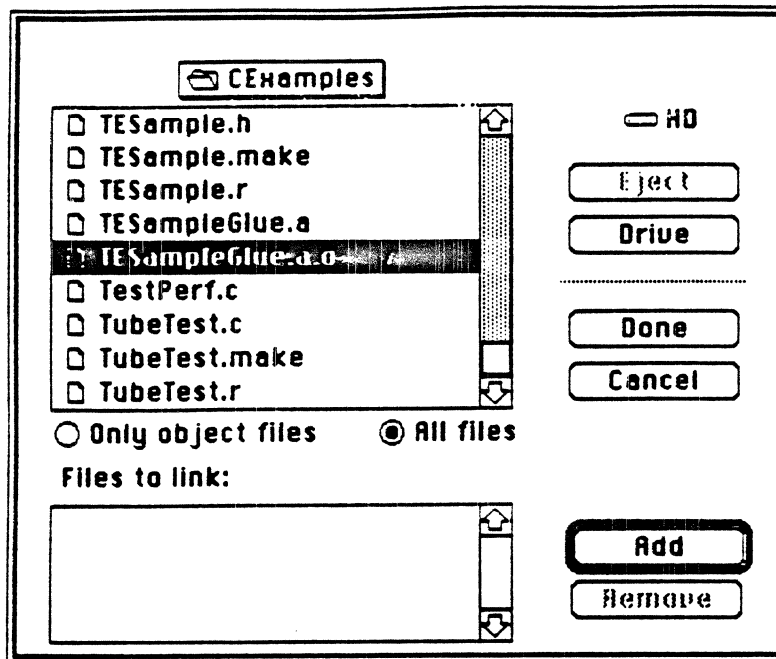 CExamples
TESample.h
TESample.make
TESample.r
TESampleGlue.a
TESampleGlue.a.o
TestPerf.c
TubeTest.c
TubeTest.make
TubeTest.r
Only object files
All files
Files to link:
HD
Eject
Drive
Done
Cancel
Add
Remove